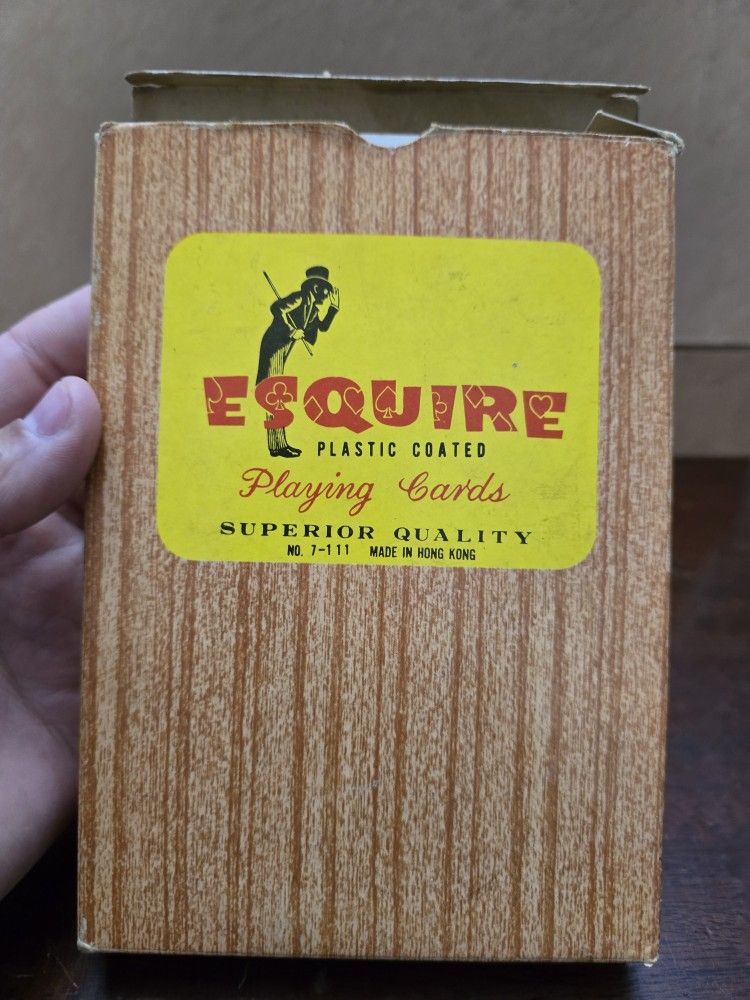 ESQUIRE
PLASTIC COATED
Playing Cards
SUPERIOR QUALITY
NO. 7-111 MADE IN HONG KONG